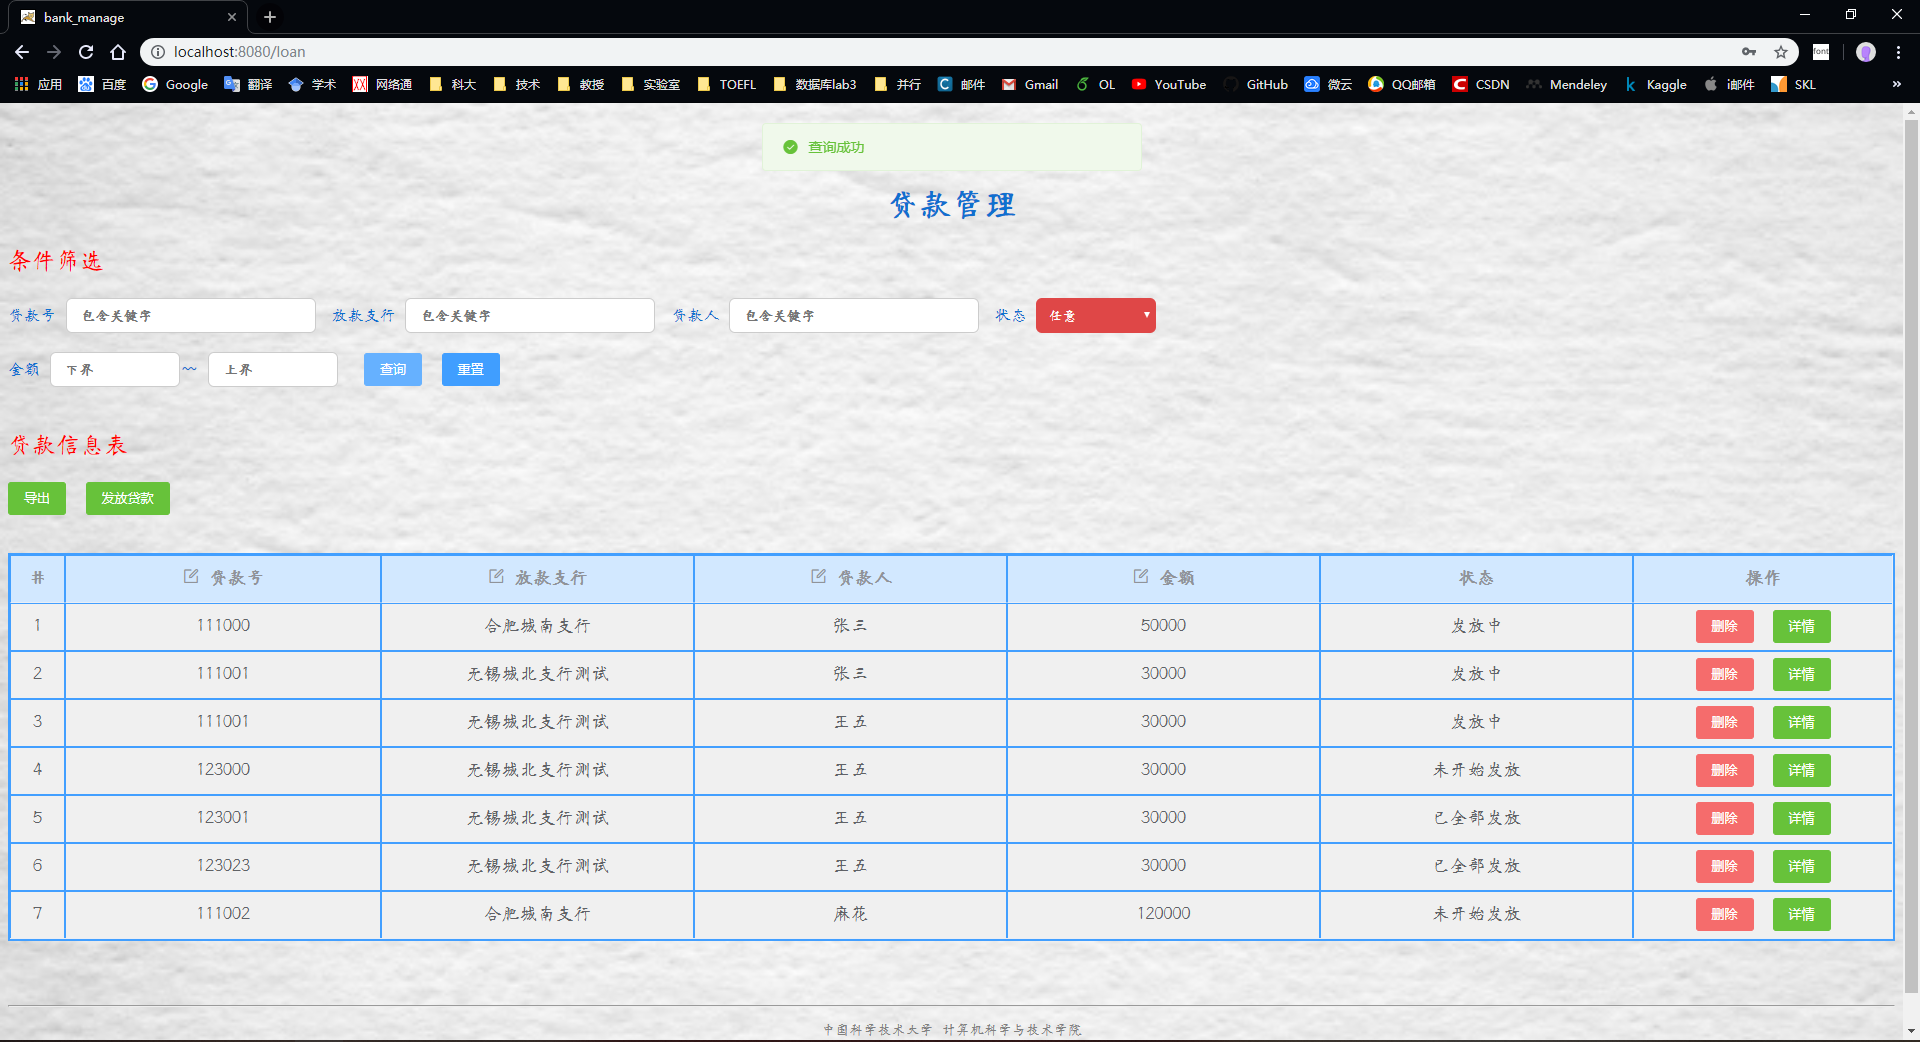 bank_manage
localhost:8080/loan
font
应用 百度 Google 翻译 学术 网络通 科大 技术 教授 实验室 TOEFL 数据库lab3 并行 邮件 Gmail OL YouTube GitHub 微云 QQ邮箱 CSDN Mendeley Kaggle i邮件 SKL »
查询成功
贷款管理
条件筛选
贷款号 包含关键字 放款支行 包含关键字 贷款人 包含关键字 状态 任意
金额 下界 ~ 上界 查询 重置
贷款信息表
导出 发放贷款
# 贷款号 放款支行 贷款人 金额 状态 操作
1 111000 合肥城南支行 张三 50000 发放中 删除 详情
2 111001 无锡城北支行测试 张三 30000 发放中 删除 详情
3 111001 无锡城北支行测试 王五 30000 发放中 删除 详情
4 123000 无锡城北支行测试 王五 30000 未开始发放 删除 详情
5 123001 无锡城北支行测试 王五 30000 已全部发放 删除 详情
6 123023 无锡城北支行测试 王五 30000 已全部发放 删除 详情
7 111002 合肥城南支行 麻花 120000 未开始发放 删除 详情
中国科学技术大学 计算机科学与技术学院